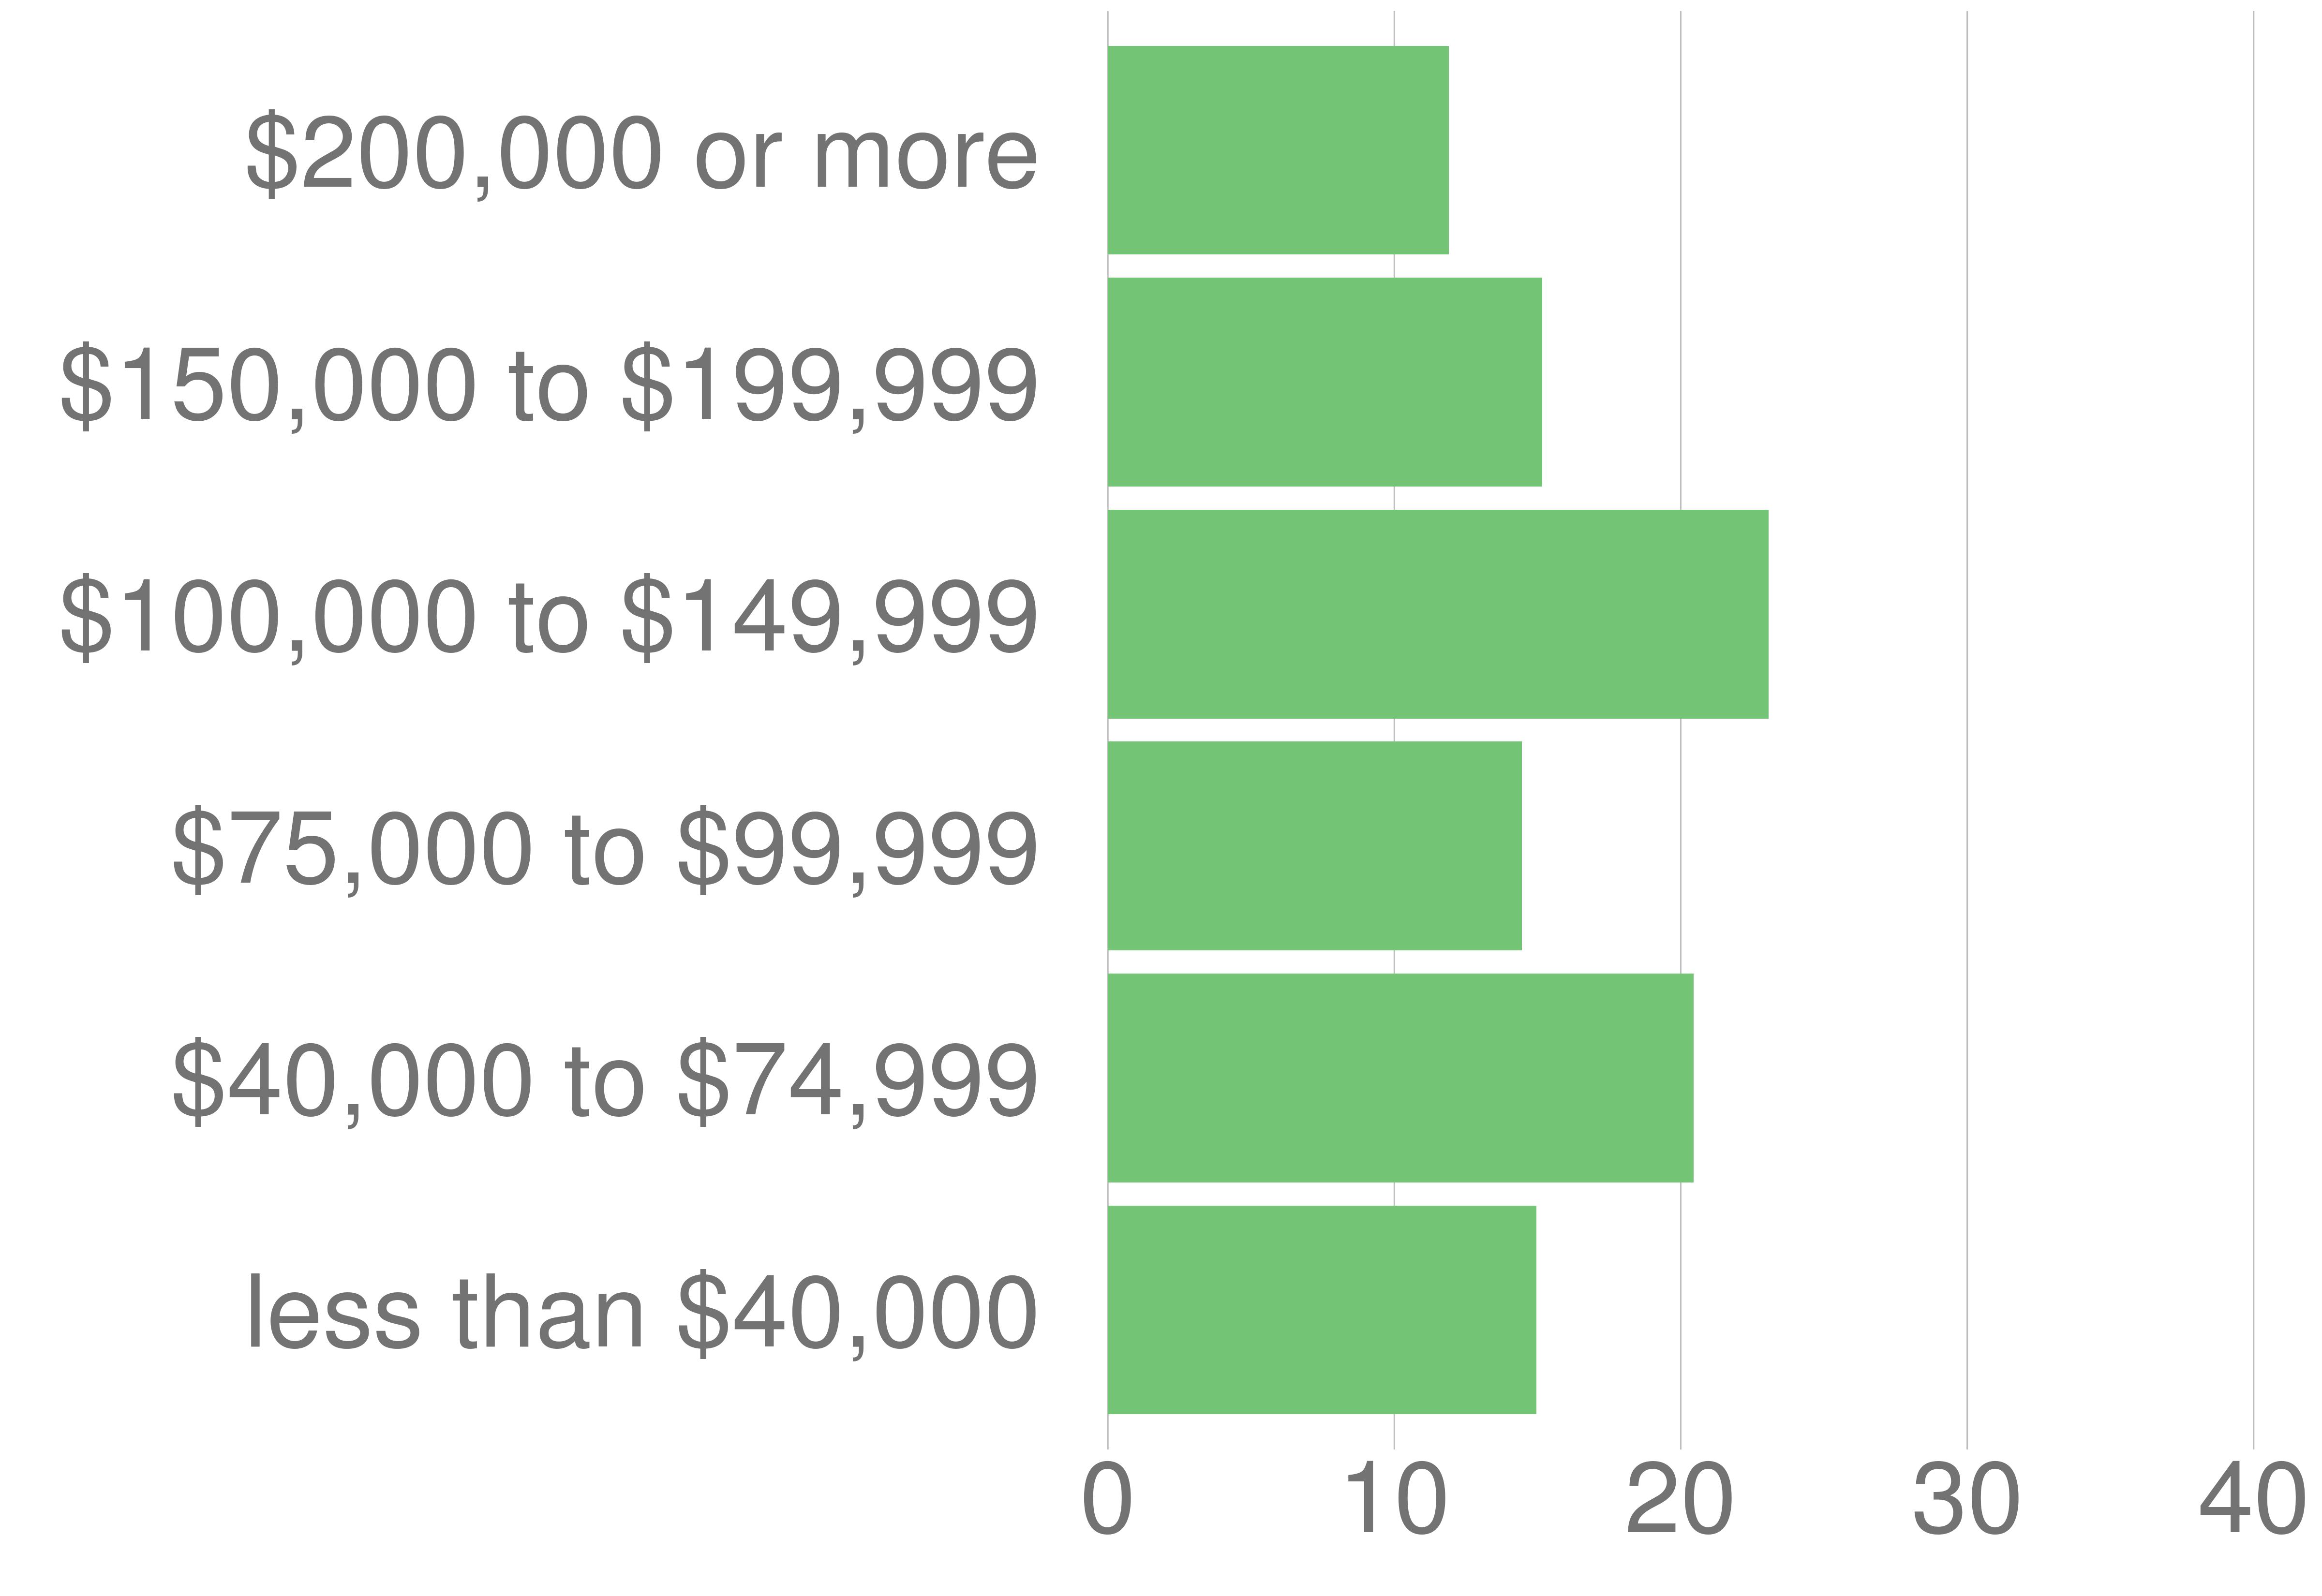 $200,000 or more
$150,000 to $199,999
$100,000 to $149,999
$75,000 to $99,999
$40,000 to $74,999
less than $40,000
0 10 20 30 40